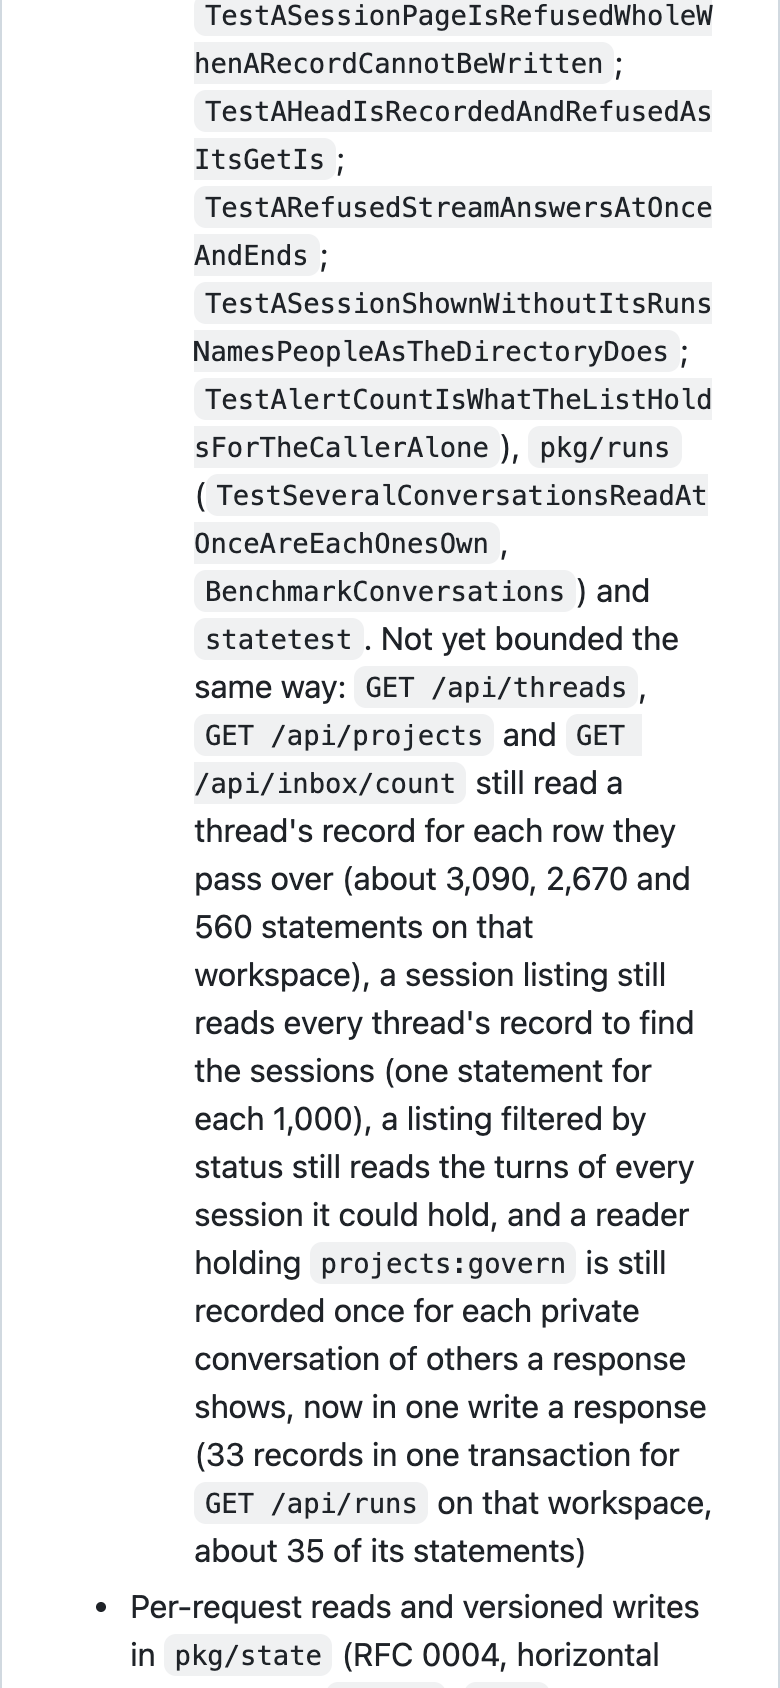 TestASessionPageIsRefusedWholeW
henARecordCannotBeWritten ;
TestAHeadIsRecordedAndRefusedAs
ItsGetIs ;
TestARefusedStreamAnswersAtOnce
AndEnds ;
TestASessionShownWithoutItsRuns
NamesPeopleAsTheDirectoryDoes ;
TestAlertCountIsWhatTheListHold
sForTheCallerAlone ), pkg/runs
( TestSeveralConversationsReadAt
OnceAreEachOnesOwn ,
BenchmarkConversations ) and
statetest . Not yet bounded the
same way: GET /api/threads ,
GET /api/projects and GET
/api/inbox/count still read a
thread's record for each row they
pass over (about 3,090, 2,670 and
560 statements on that
workspace), a session listing still
reads every thread's record to find
the sessions (one statement for
each 1,000), a listing filtered by
status still reads the turns of every
session it could hold, and a reader
holding projects:govern is still
recorded once for each private
conversation of others a response
shows, now in one write a response
(33 records in one transaction for
GET /api/runs on that workspace,
about 35 of its statements)
• Per-request reads and versioned writes
in pkg/state (RFC 0004, horizontal